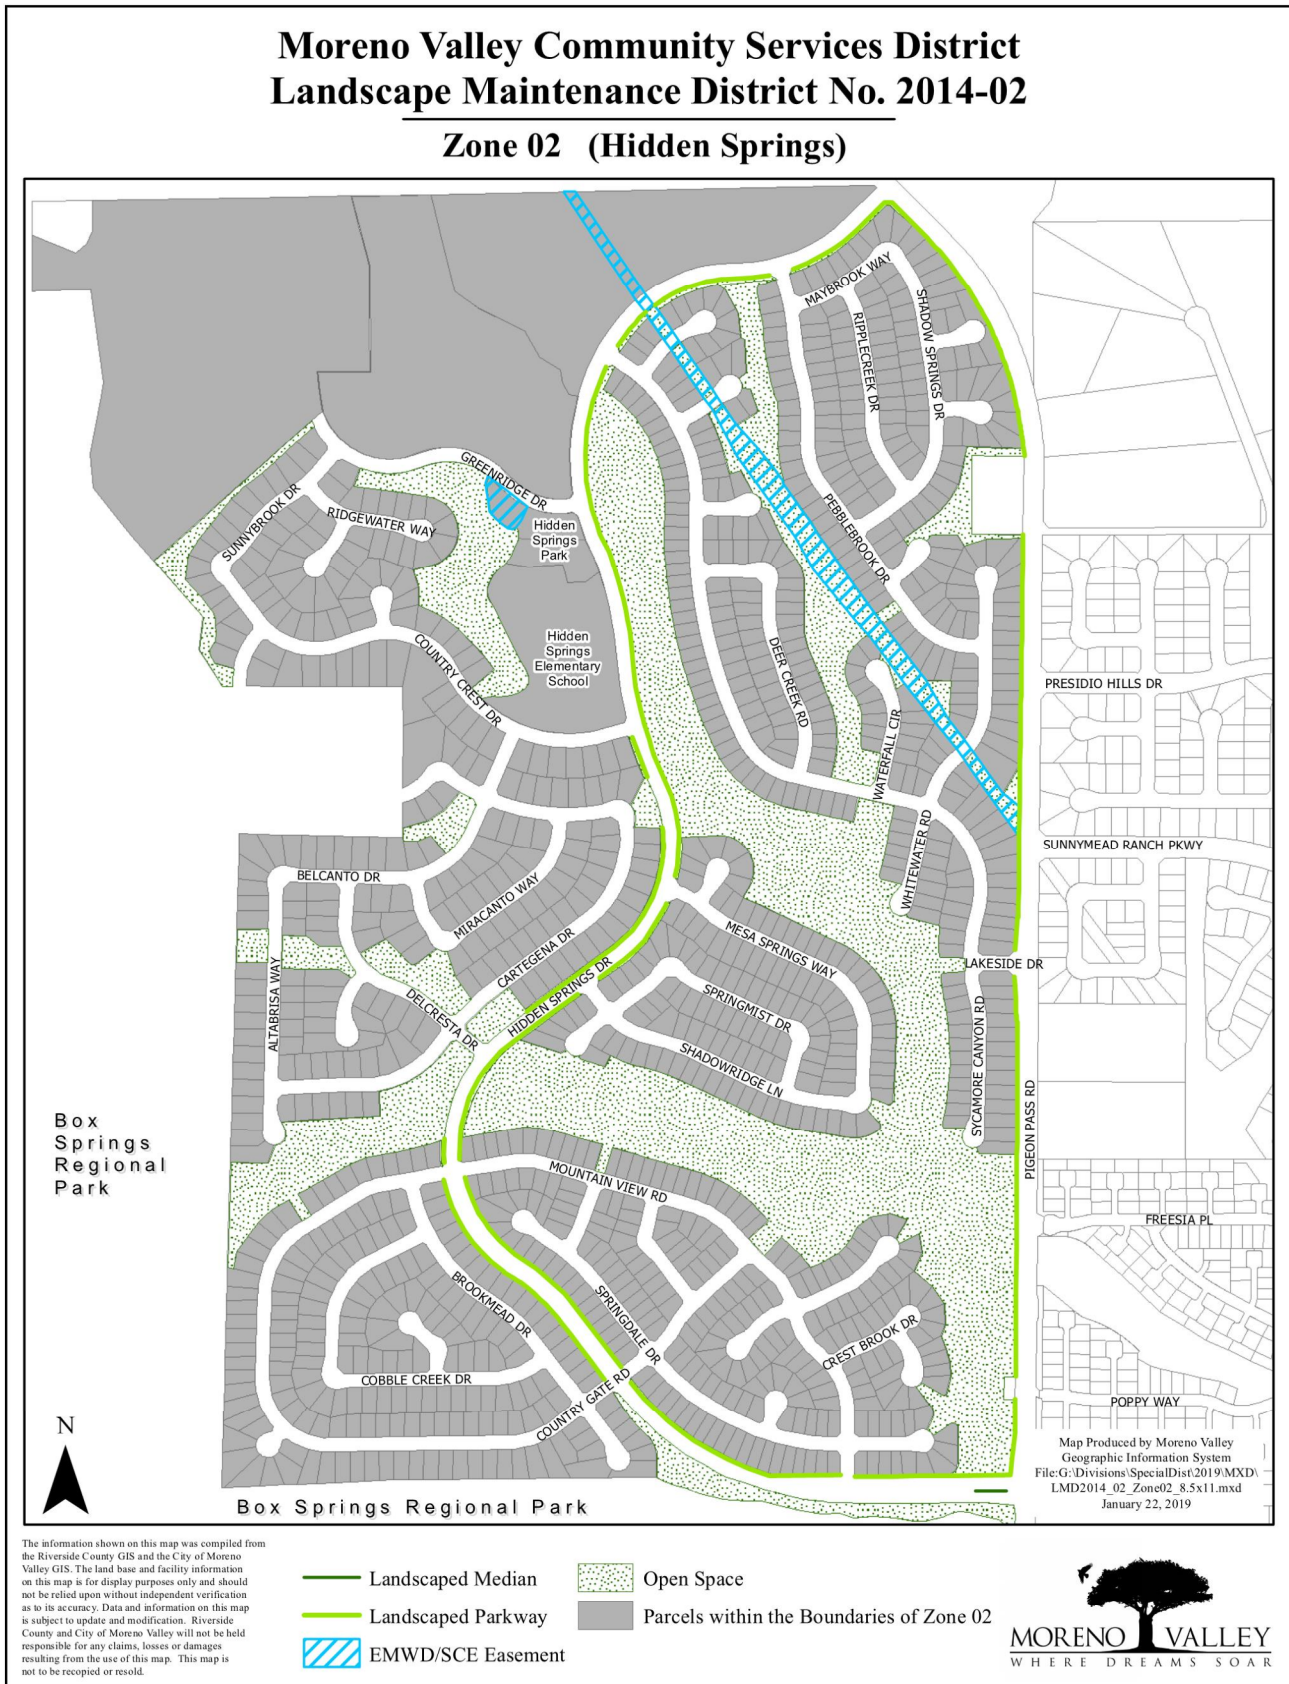 Moreno Valley Community Services District
Landscape Maintenance District No. 2014-02
Zone 02 (Hidden Springs)
MAYBROOK WAY
SHADOW SPRINGS DR
RIPPLECREEK DR
GREENRIDGE DR
SUNNYBROOK DR
RIDGEWATER WAY
Hidden
Springs
Park
PEBBLEBROOK DR
Hidden
Springs
Elementary
School
COUNTRY CREST DR
DEER CREEK RD
PRESIDIO HILLS DR
WATERFALL CIR
WHITEWATER RD
SUNNYMEAD RANCH PKWY
BELCANTO DR
MIRACANTO WAY
CARTEGENA DR
MESA SPRINGS WAY
LAKESIDE DR
ALTABRISA WAY
DELCRESTA DR
HIDDEN SPRINGS DR
SPRINGMIST DR
SHADOWRIDGE LN
SYCAMORE CANYON RD
PIGEON PASS RD
Box
Springs
Regional
Park
MOUNTAIN VIEW RD
FREESIA PL
BROOKMEAD DR
SPRINGDALE DR
CREST BROOK DR
COBBLE CREEK DR
COUNTRY GATE RD
POPPY WAY
N
Box Springs Regional Park
Map Produced by Moreno Valley
Geographic Information System
File:G:\Divisions\SpecialDist\2019\MXD\
LMD2014_02_Zone02_8.5x11.mxd
January 22, 2019
The information shown on this map was compiled from
the Riverside County GIS and the City of Moreno
Valley GIS. The land base and facility information
on this map is for display purposes only and should
not be relied upon without independent verification
as to its accuracy. Data and information on this map
is subject to update and modification. Riverside
County and City of Moreno Valley will not be held
responsible for any claims, losses or damages
resulting from the use of this map. This map is
not to be recopied or resold.
Landscaped Median
Landscaped Parkway
EMWD/SCE Easement
Open Space
Parcels within the Boundaries of Zone 02
MORENO VALLEY
WHERE DREAMS SOAR